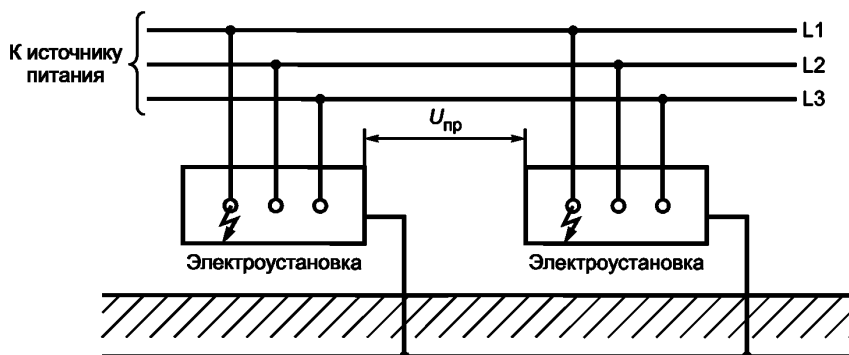 К источнику
питания
L1
L2
L3
Uпр
Электроустановка
Электроустановка